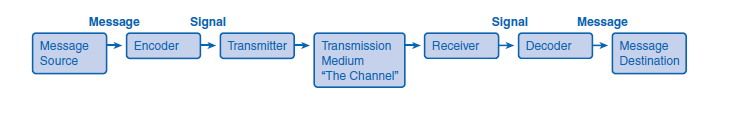 Message
Signal
Signal
Message
Message
Source
Encoder
Transmitter
Transmission
Medium
“The Channel”
Receiver
Decoder
Message
Destination